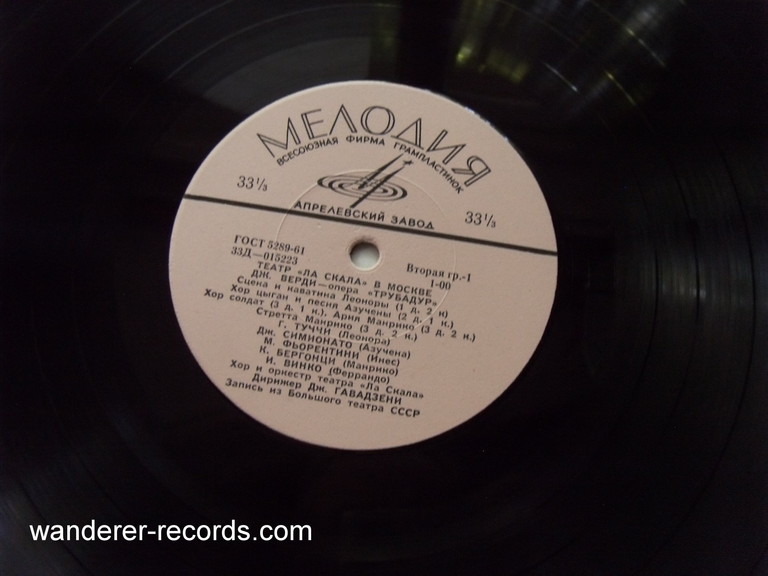 МЕЛОДИЯ
ВСЕСОЮЗНАЯ ФИРМА ГРАМПЛАСТИНОК
33⅓
33⅓
АПРЕЛЕВСКИЙ ЗАВОД
ГОСТ 5289-61
33Д—015223
Вторая гр.-1
1-00
ТЕАТР «ЛА СКАЛА» В МОСКВЕ
ДЖ. ВЕРДИ—опера «ТРУБАДУР»
Сцена и каватина Леоноры (1 д. 2 к)
Хор цыган и песня Азучены (2 д. 1 к.)
Хор солдат (3 д. 1 к.). Ария Манрико (3 д. 2 к.)
Стретта Манрико (3 д. 2 к.)
Г. ТУЧЧИ (Леонора)
Дж. СИМИОНАТО (Азучена)
М. ФЬОРЕНТИНИ (Инес)
К. БЕРГОНЦИ (Манрико)
И. ВИНКО (Феррандо)
Хор и оркестр театра «Ла Скала»
Дирижер Дж. ГАВАДЗЕНИ
Запись из Большого театра СССР
wanderer-records.com